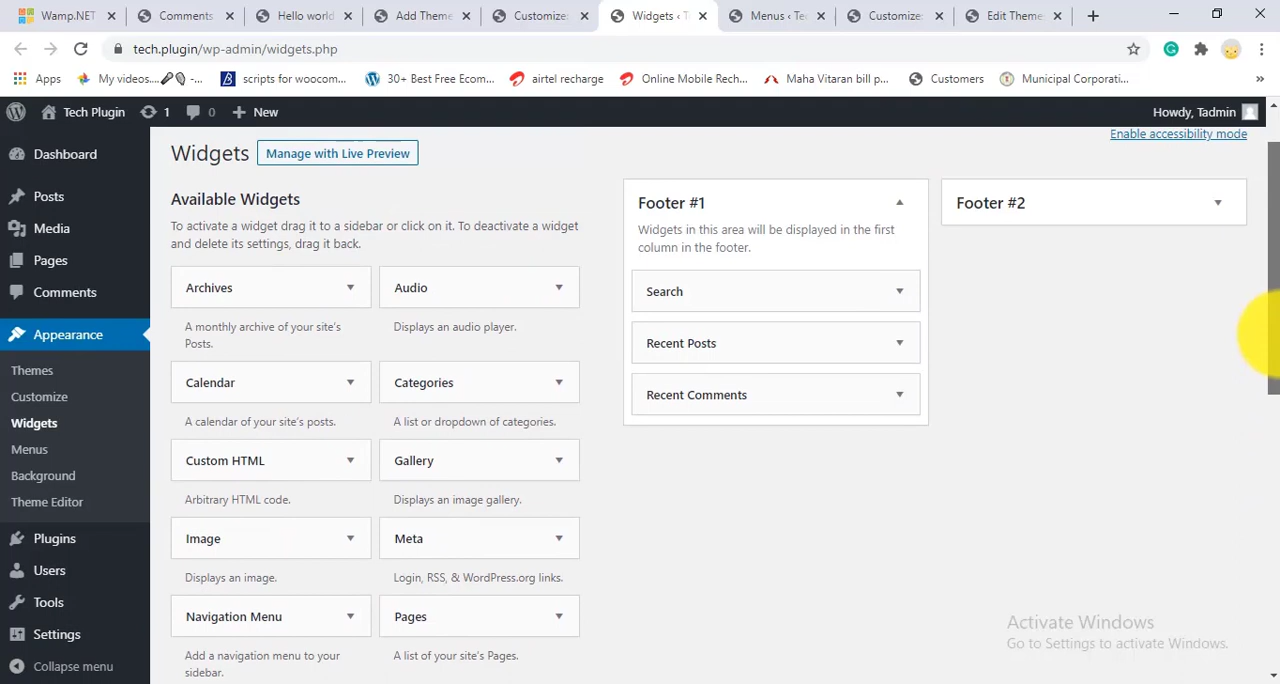 Wamp.NET
Comments
Hello world
Add Theme
Customize:
Widgets ‹ T
Menus ‹ Te
Customize:
Edit Theme
tech.plugin/wp-admin/widgets.php
Apps
My videos....
scripts for woocom...
30+ Best Free Ecom...
airtel recharge
Online Mobile Rech...
Maha Vitaran bill p...
Customers
Municipal Corporati...
»
Tech Plugin
1
0
New
Howdy, Tadmin
Enable accessibility mode
Dashboard
Posts
Media
Pages
Comments
Appearance
Themes
Customize
Widgets
Menus
Background
Theme Editor
Plugins
Users
Tools
Settings
Collapse menu
Widgets
Manage with Live Preview
Available Widgets
To activate a widget drag it to a sidebar or click on it. To deactivate a widget
and delete its settings, drag it back.
Archives
Audio
A monthly archive of your site's
Posts.
Displays an audio player.
Calendar
Categories
A calendar of your site's posts.
A list or dropdown of categories.
Custom HTML
Gallery
Arbitrary HTML code.
Displays an image gallery.
Image
Meta
Displays an image.
Login, RSS, & WordPress.org links.
Navigation Menu
Pages
Add a navigation menu to your
sidebar.
A list of your site's Pages.
Footer #1
Widgets in this area will be displayed in the first
column in the footer.
Search
Recent Posts
Recent Comments
Footer #2
Activate Windows
Go to Settings to activate Windows.